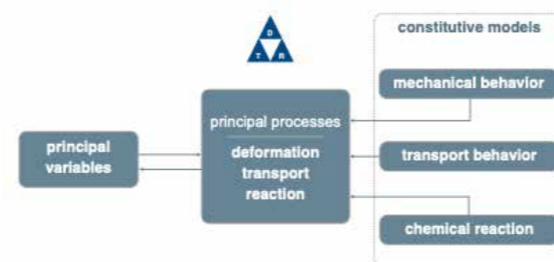 constitutive models
D
T R
mechanical behavior
principal processes
deformation
transport
reaction
principal
variables
transport behavior
chemical reaction